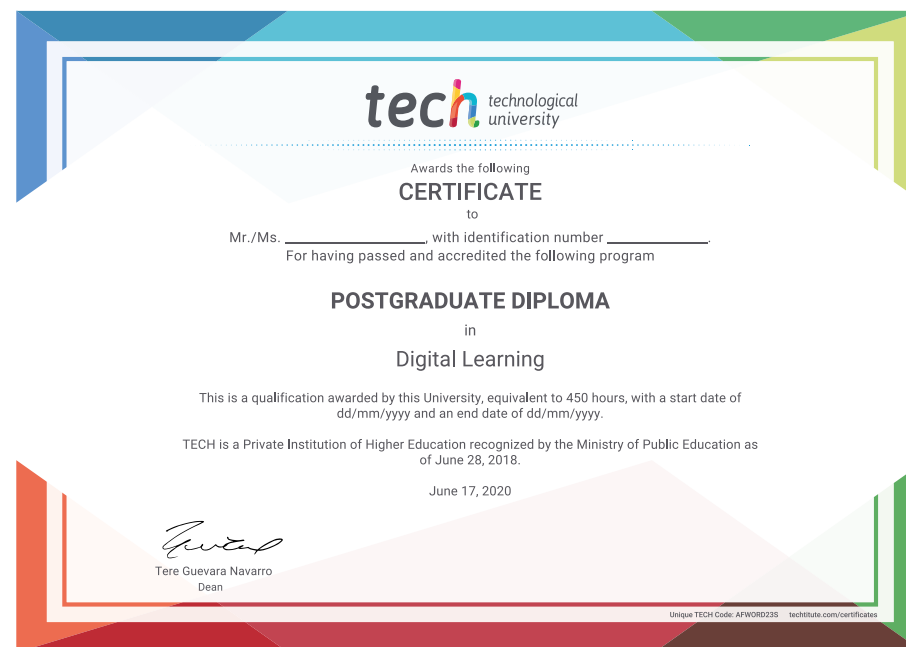 tech technological
university
Awards the following
CERTIFICATE
to
Mr./Ms. ____________________, with identification number ______________.
For having passed and accredited the following program
POSTGRADUATE DIPLOMA
in
Digital Learning
This is a qualification awarded by this University, equivalent to 450 hours, with a start date of
dd/mm/yyyy and an end date of dd/mm/yyyy.
TECH is a Private Institution of Higher Education recognized by the Ministry of Public Education as
of June 28, 2018.
June 17, 2020
Tere Guevara Navarro
Dean
Unique TECH Code: AFWORD23S techtitute.com/certificates